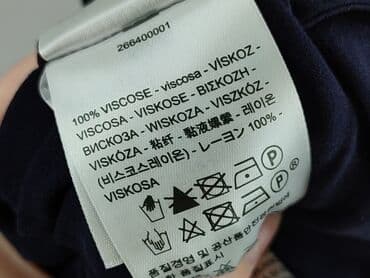 266400001
100% VISCOSE - viscosa - VISKOZ -
VISCOSA - VISKOSE - ΒΙΣΚΟΖΗ -
ВИСКОЗА - WISKOZA - VISZKÓZ -
VISKÓZA - 粘纤 - 黏液縲縈 - 레이온
(비스코스레이온) - レーヨン 100% -
VISKOSA